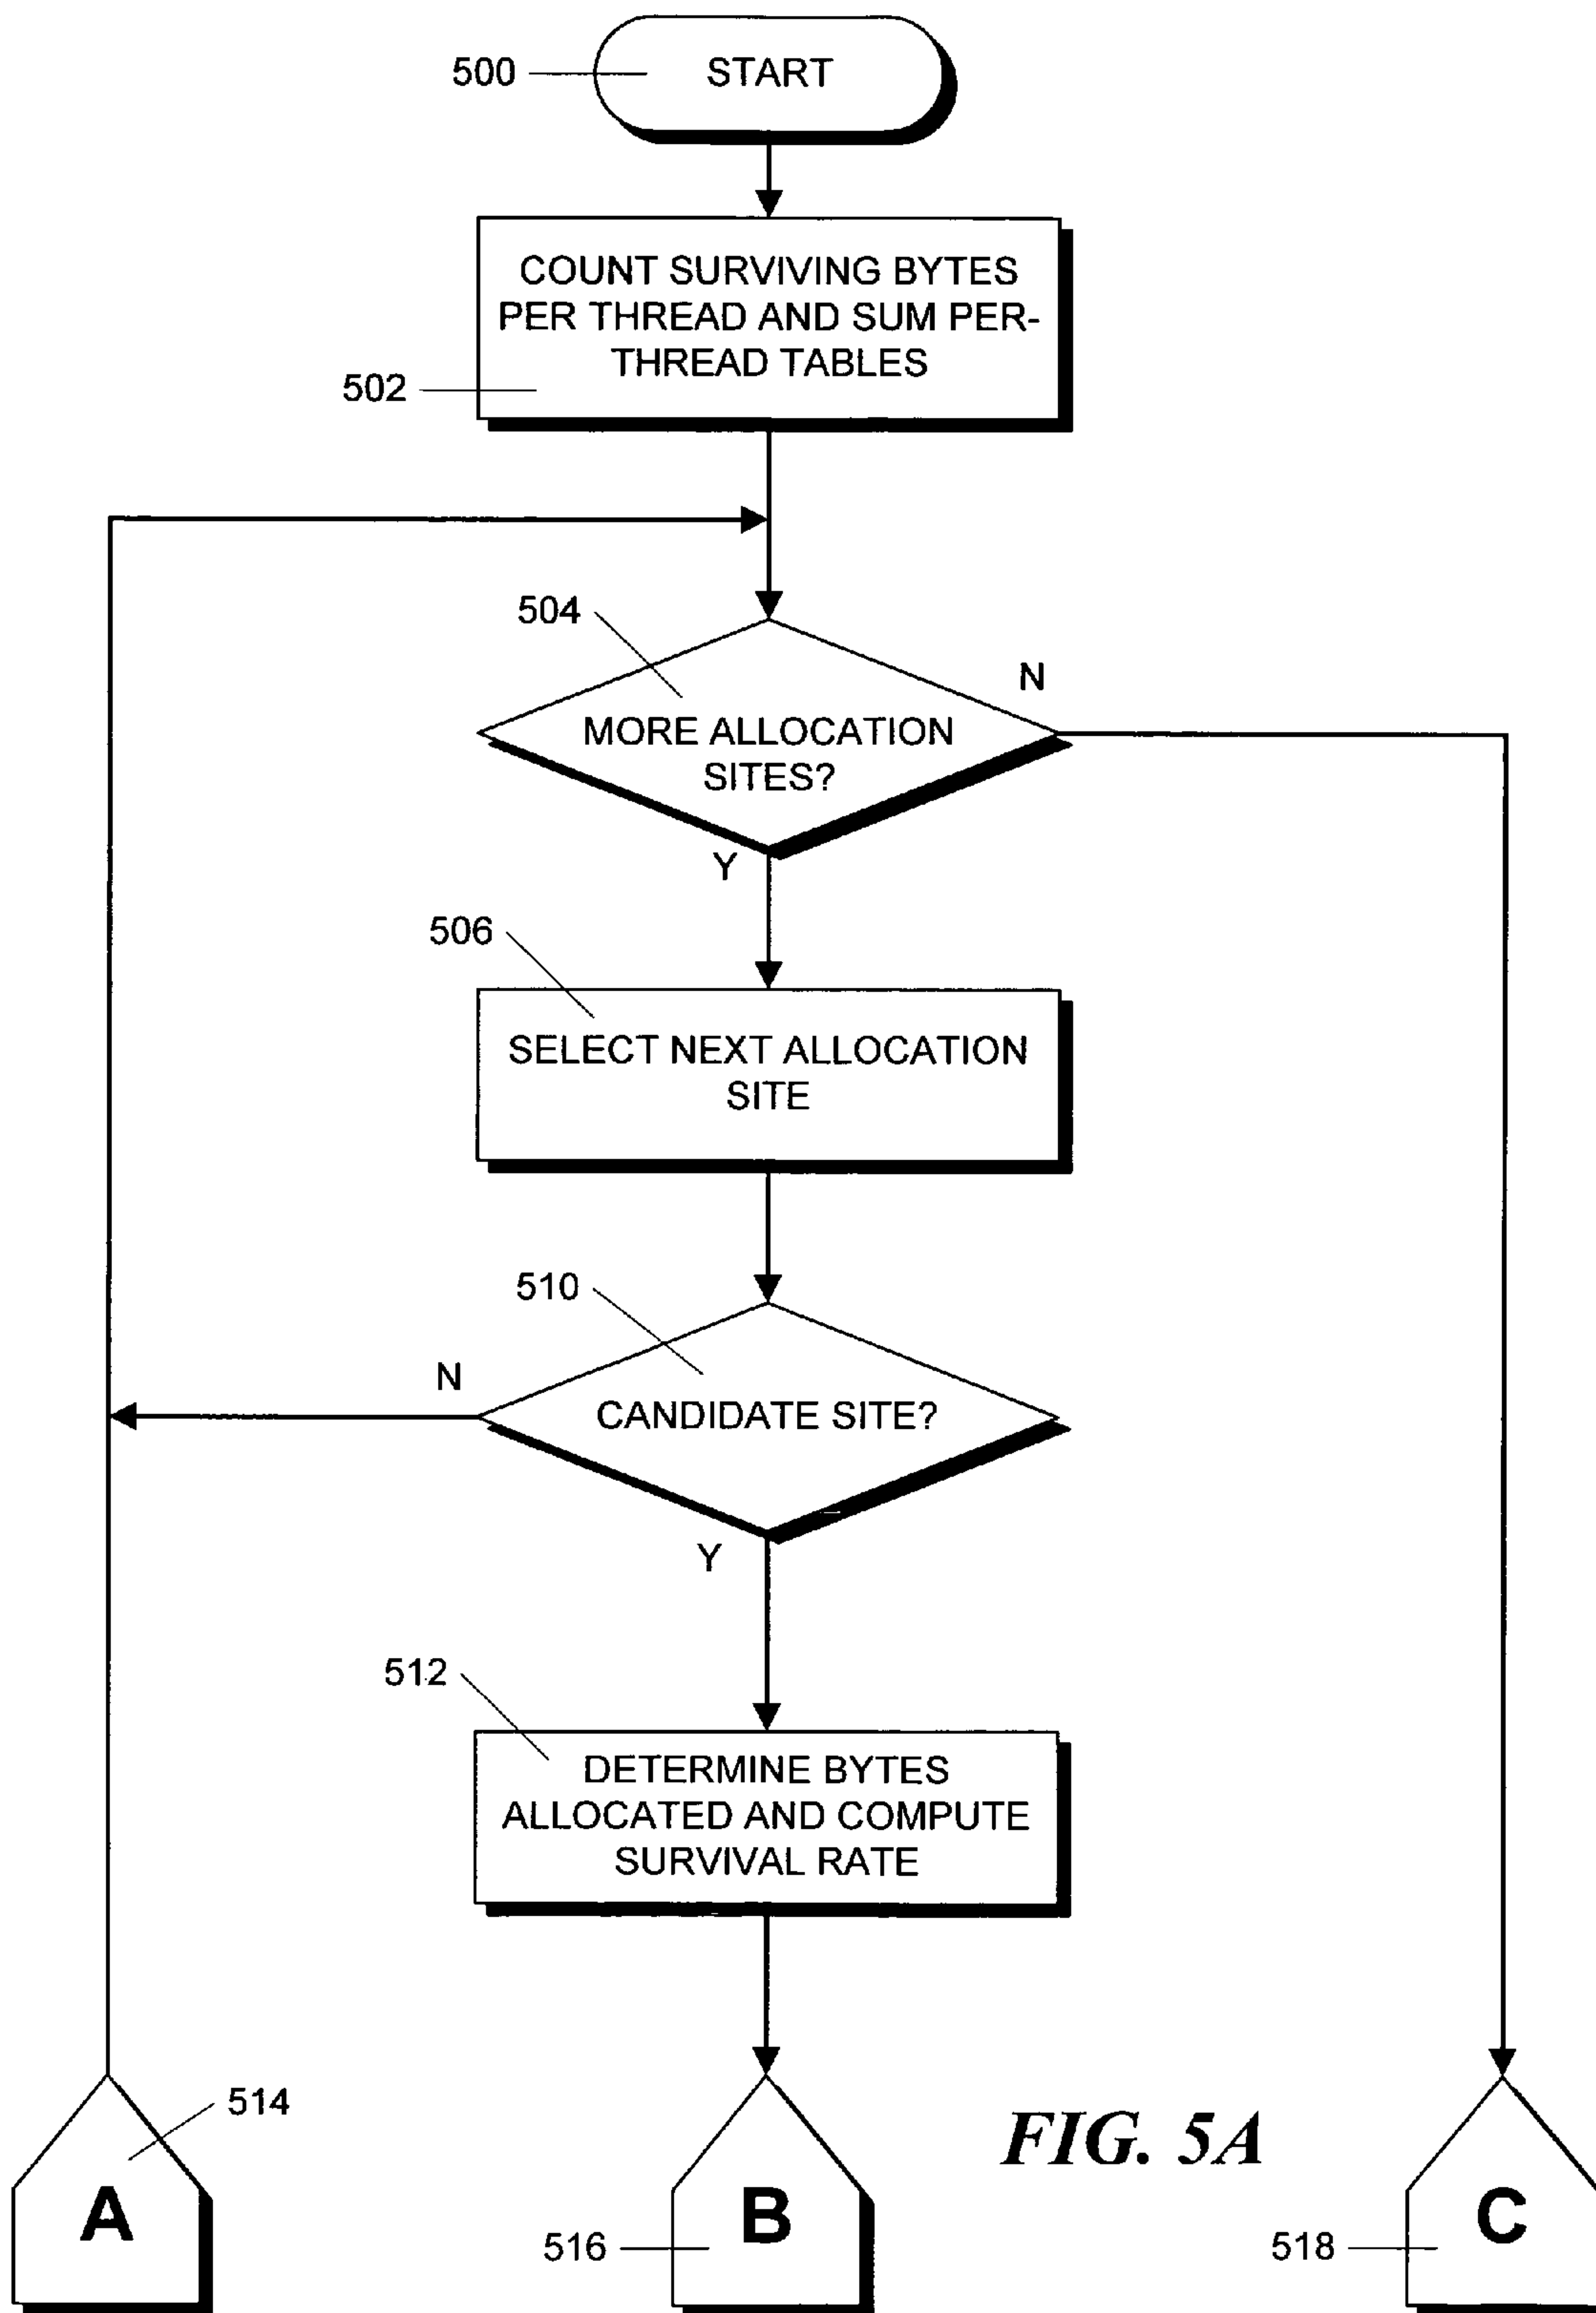 500
START
COUNT SURVIVING BYTES
PER THREAD AND SUM PER-
THREAD TABLES
502
504
N
MORE ALLOCATION
SITES?
Y
506
SELECT NEXT ALLOCATION
SITE
510
N
CANDIDATE SITE?
Y
512
DETERMINE BYTES
ALLOCATED AND COMPUTE
SURVIVAL RATE
514
A
516
B
FIG. 5A
518
C